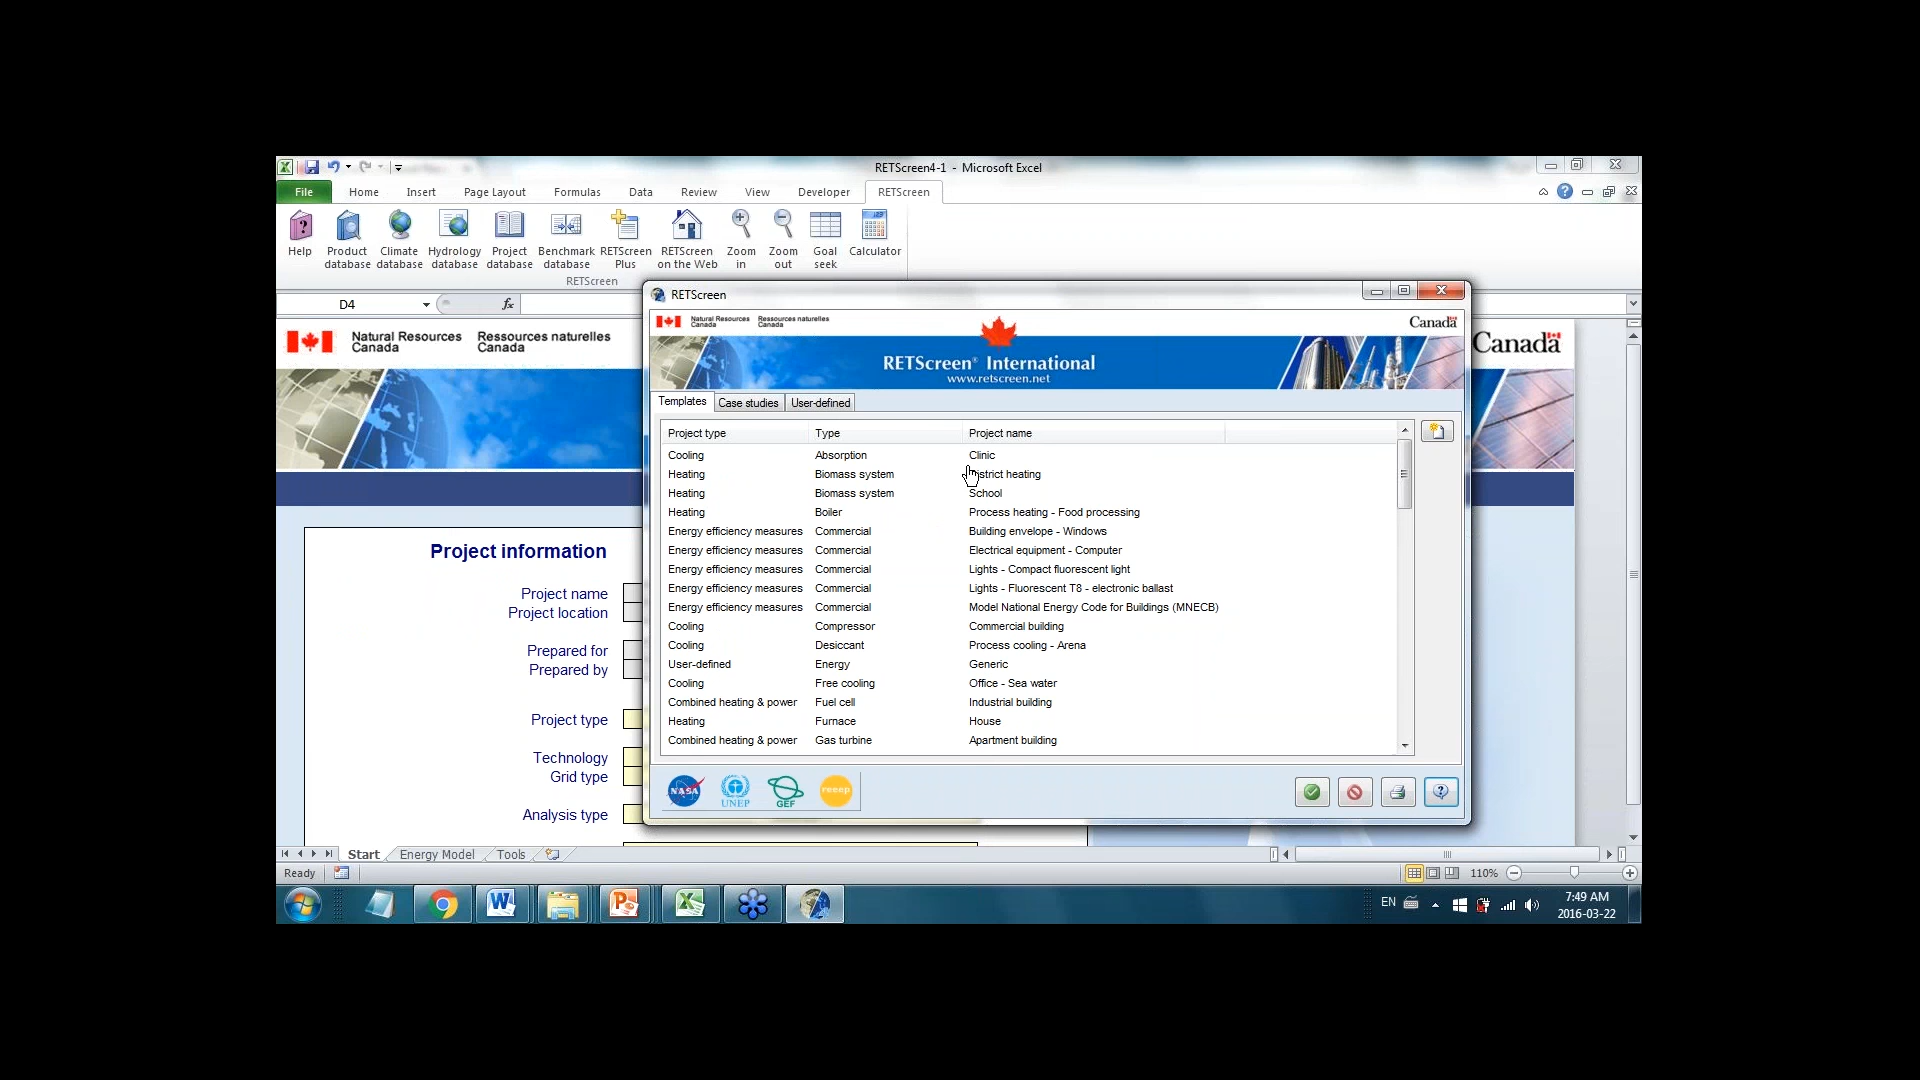 RETScreen4-1 - Microsoft Excel
File Home Insert Page Layout Formulas Data Review View Developer RETScreen
Help Product database Climate database Hydrology database Project database Benchmark database RETScreen Plus RETScreen on the Web Zoom in Zoom out Goal seek Calculator
RETScreen
D4 fx
RETScreen
Natural Resources Canada Ressources naturelles Canada
Canada
Natural Resources Canada Ressources naturelles Canada
Canada
RETScreen® International
www.retscreen.net
Templates Case studies User-defined
Project type Type Project name
Cooling Absorption Clinic
Heating Biomass system strict heating
Heating Biomass system School
Heating Boiler Process heating - Food processing
Energy efficiency measures Commercial Building envelope - Windows
Energy efficiency measures Commercial Electrical equipment - Computer
Energy efficiency measures Commercial Lights - Compact fluorescent light
Energy efficiency measures Commercial Lights - Fluorescent T8 - electronic ballast
Energy efficiency measures Commercial Model National Energy Code for Buildings (MNECB)
Cooling Compressor Commercial building
Cooling Desiccant Process cooling - Arena
User-defined Energy Generic
Cooling Free cooling Office - Sea water
Combined heating & power Fuel cell Industrial building
Heating Furnace House
Combined heating & power Gas turbine Apartment building
NASA UNEP GEF reeep
Project information
Project name
Project location
Prepared for
Prepared by
Project type
Technology
Grid type
Analysis type
Start Energy Model Tools
Ready 110%
EN 7:49 AM
2016-03-22